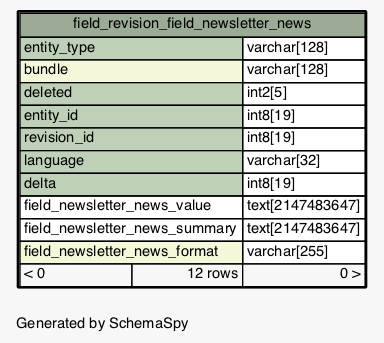 field_revision_field_newsletter_news
entity_type varchar[128]
bundle varchar[128]
deleted int2[5]
entity_id int8[19]
revision_id int8[19]
language varchar[32]
delta int8[19]
field_newsletter_news_value text[2147483647]
field_newsletter_news_summary text[2147483647]
field_newsletter_news_format varchar[255]
< 0 12 rows 0 >
Generated by SchemaSpy